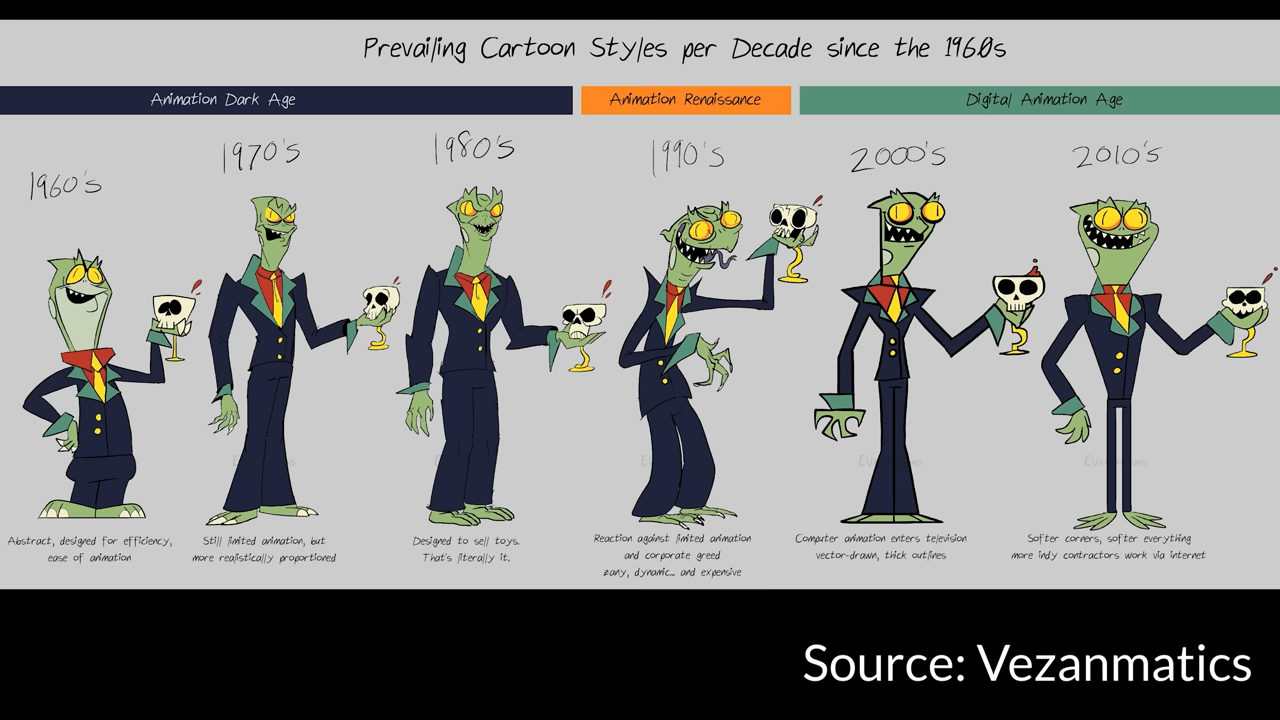 Prevailing Cartoon Styles per Decade since the 1960s
Animation Dark Age
Animation Renaissance
Digital Animation Age
1960's
1970's
1980's
1990's
2000's
2010's
Abstract, designed for efficiency,
ease of animation
Still limited animation, but
more realistically proportioned
Designed to sell toys.
That's literally it.
Reaction against limited animation
and corporate greed
zany, dynamic... and expensive
Computer animation enters television
vector-drawn, thick outlines
Softer corners, softer everything
more indy contractors work via internet
Source: Vezanmatics